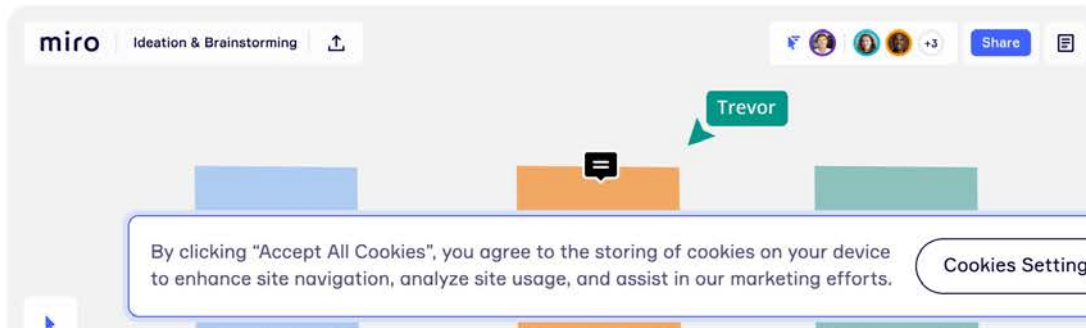 miro
Ideation & Brainstorming
+3
Share
Trevor
By clicking “Accept All Cookies”, you agree to the storing of cookies on your device
to enhance site navigation, analyze site usage, and assist in our marketing efforts.
Cookies Setting